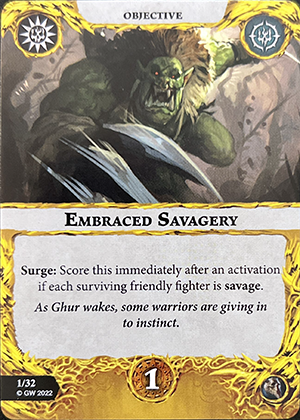 OBJECTIVE
EMBRACED SAVAGERY
Surge: Score this immediately after an activation
if each surviving friendly fighter is savage.
As Ghur wakes, some warriors are giving in
to instinct.
1/32
© GW 2022
1